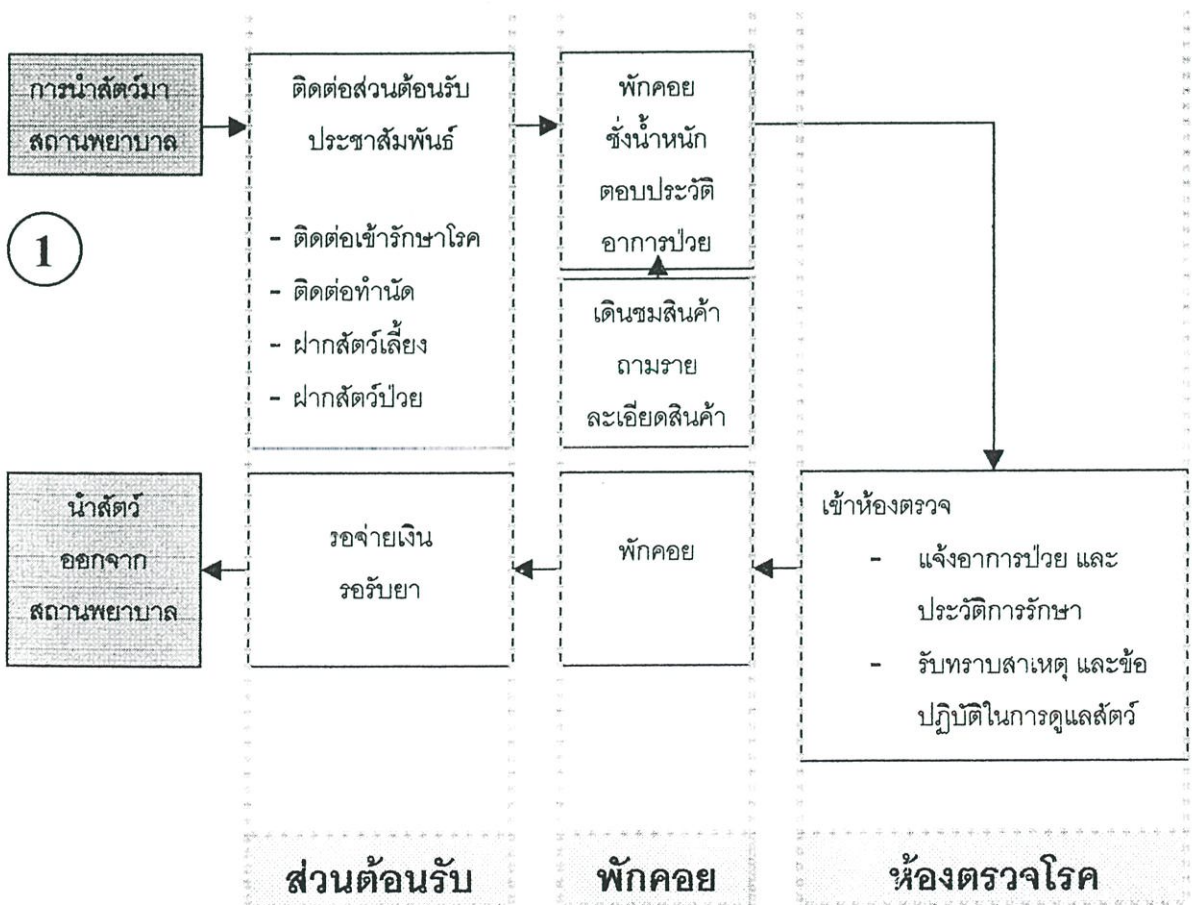 การนำสัตว์มา
สถานพยาบาล
1
ติดต่อส่วนต้อนรับ
ประชาสัมพันธ์
- ติดต่อเข้ารักษาโรค
- ติดต่อทำนัด
- ฝากสัตว์เลี้ยง
- ฝากสัตว์ป่วย
พักคอย
ชั่งน้ำหนัก
ตอบประวัติ
อาการป่วย
เดินชมสินค้า
ถามราย
ละเอียดสินค้า
เข้าห้องตรวจ
- แจ้งอาการป่วย และ
ประวัติการรักษา
- รับทราบสาเหตุ และข้อ
ปฏิบัติในการดูแลสัตว์
พักคอย
รอจ่ายเงิน
รอรับยา
นำสัตว์
ออกจาก
สถานพยาบาล
ส่วนต้อนรับ
พักคอย
ห้องตรวจโรค